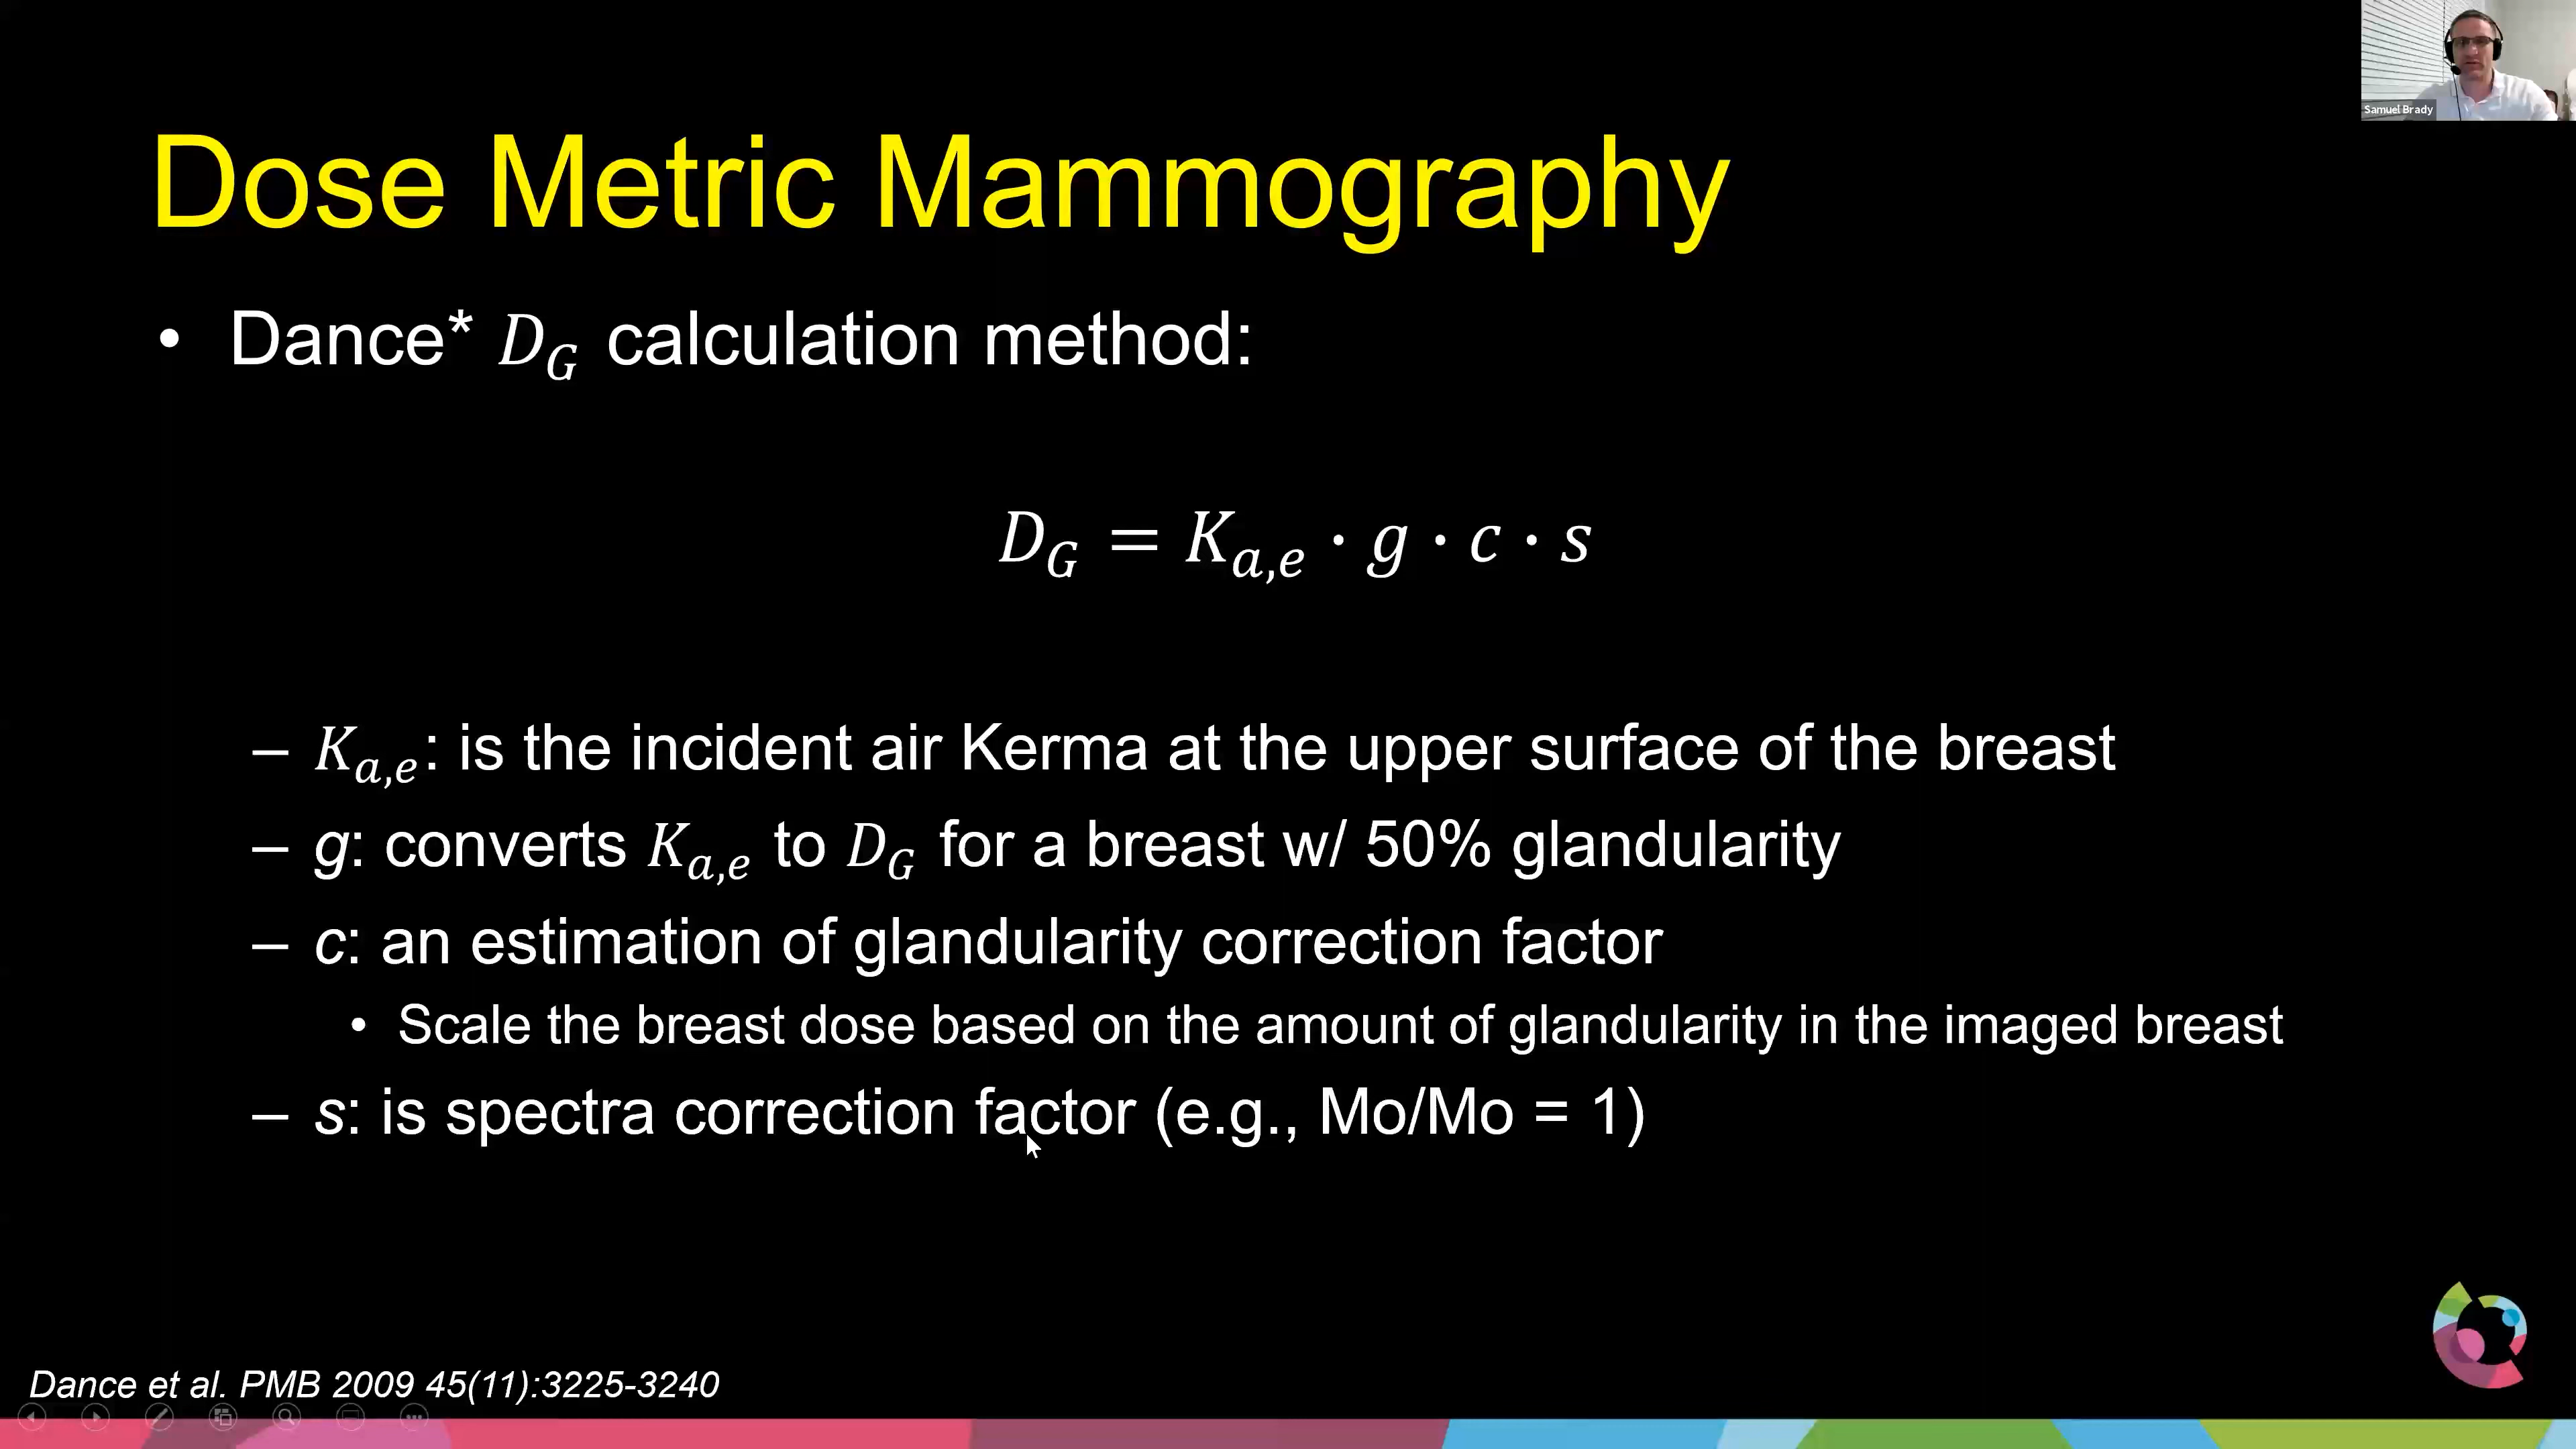 Samuel Brady
Dose Metric Mammography
• Dance* D_G calculation method:
D_G = K_{a,e} · g · c · s
– K_{a,e}: is the incident air Kerma at the upper surface of the breast
– g: converts K_{a,e} to D_G for a breast w/ 50% glandularity
– c: an estimation of glandularity correction factor
• Scale the breast dose based on the amount of glandularity in the imaged breast
– s: is spectra correction factor (e.g., Mo/Mo = 1)
Dance et al. PMB 2009 45(11):3225-3240